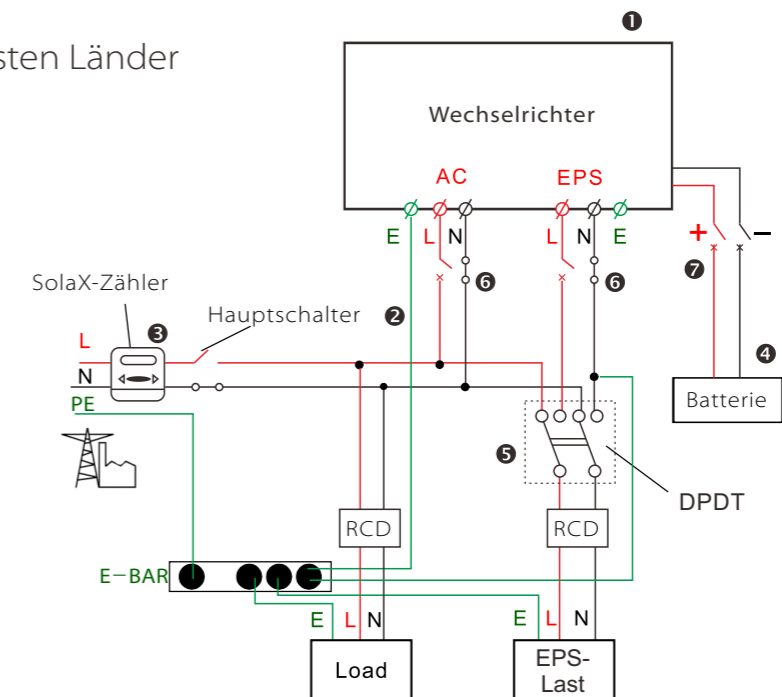 sten Länder
❶
Wechselrichter
AC EPS
E L N L N E
+ −
❼
❻ ❻
SolaX-Zähler
❸
Hauptschalter
❷
L
N
PE
❹
Batterie
❺
DPDT
RCD RCD
E-BAR
E L N E L N
Load
EPS-
Last